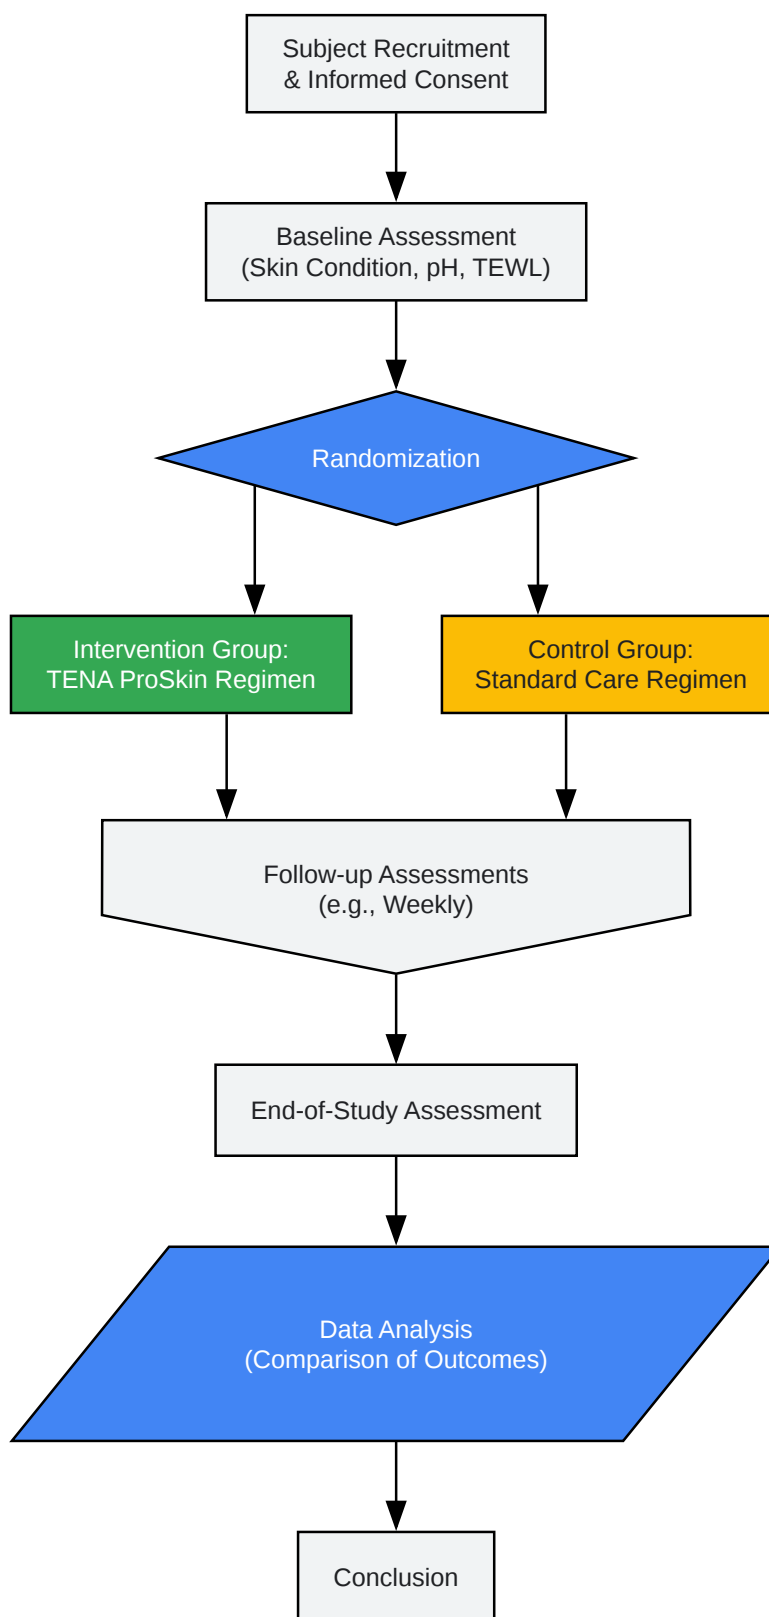 Subject Recruitment
& Informed Consent
Baseline Assessment
(Skin Condition, pH, TEWL)
Randomization
Intervention Group:
TENA ProSkin Regimen
Control Group:
Standard Care Regimen
Follow-up Assessments
(e.g., Weekly)
End-of-Study Assessment
Data Analysis
(Comparison of Outcomes)
Conclusion